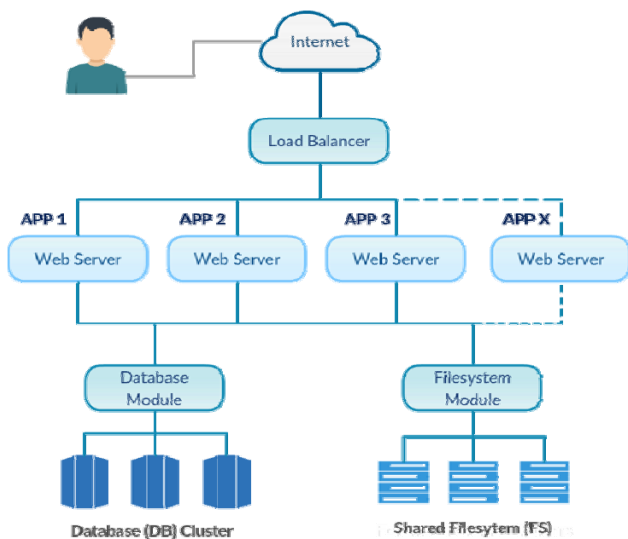 Internet
Load Balancer
APP 1 APP 2 APP 3 APP X
Web Server Web Server Web Server Web Server
Database Filesystem
Module Module
Database (DB) Cluster Shared Filesytem (FS)